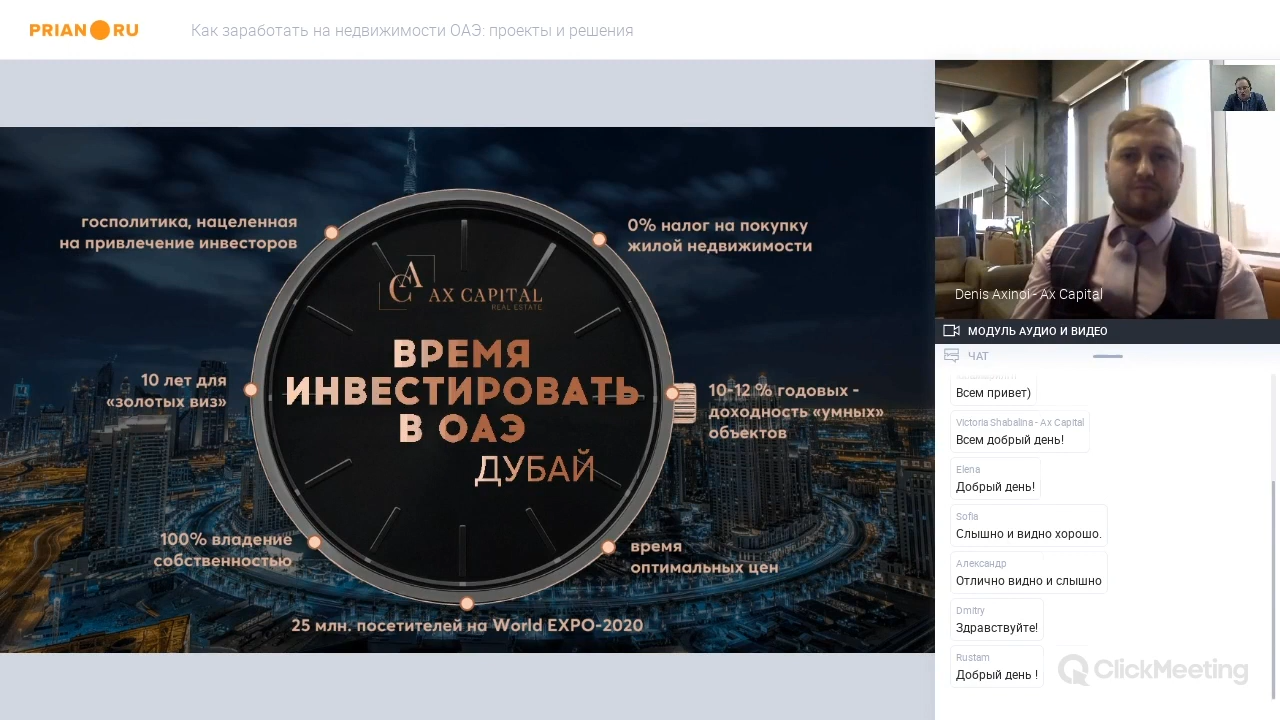 PRIAN RU
Как заработать на недвижимости ОАЭ: проекты и решения
госполитика, нацеленная
на привлечение инвесторов
0% налог на покупку
жилой недвижимости
AX CAPITAL
REAL ESTATE
ВРЕМЯ
ИНВЕСТИРОВАТЬ
В ОАЭ
ДУБАЙ
10 лет для
«золотых виз»
10-12 % годовых -
доходность «умных»
объектов
100% владение
собственностью
время
оптимальных цен
25 млн. посетителей на World EXPO-2020
Denis Axinoi - Ax Capital
МОДУЛЬ АУДИО И ВИДЕО
ЧАТ
Всем привет)
Victoria Shabalina - Ax Capital
Всем добрый день!
Elena
Добрый день!
Sofia
Слышно и видно хорошо.
Александр
Отлично видно и слышно
Dmitry
Здравствуйте!
Rustam
Добрый день !
ClickMeeting